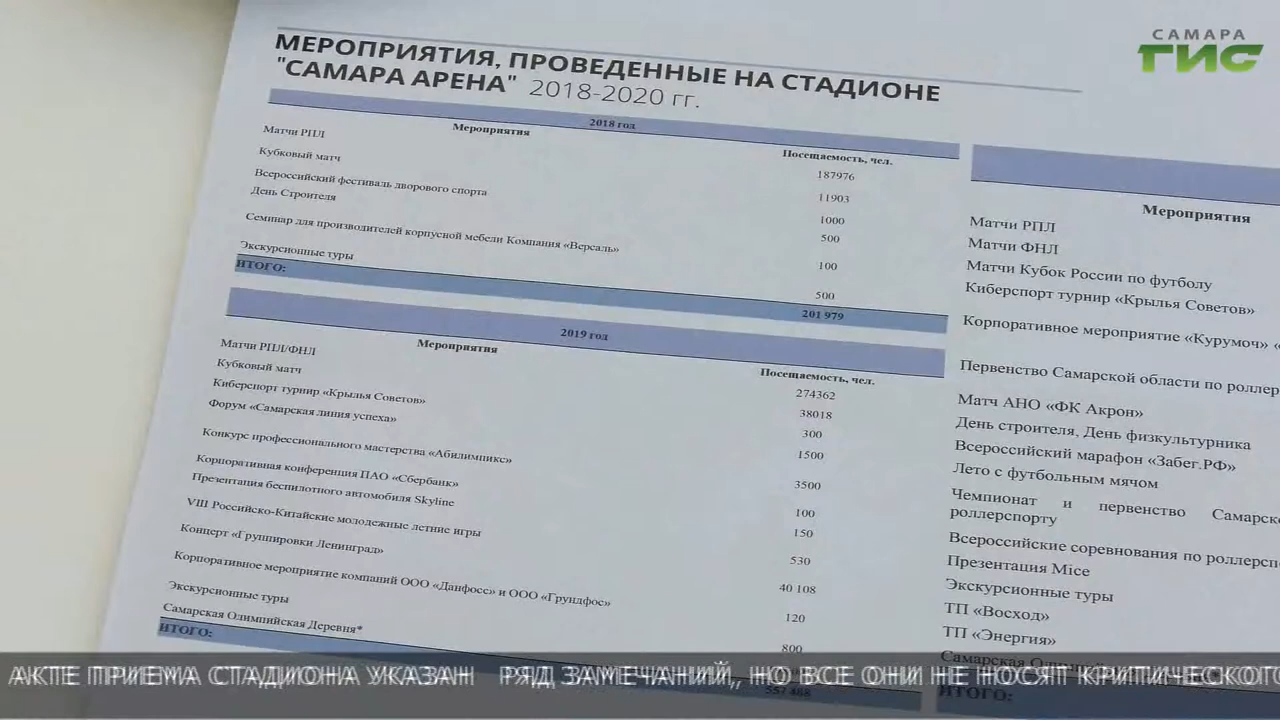 САМАРА
ГИС
МЕРОПРИЯТИЯ, ПРОВЕДЕННЫЕ НА СТАДИОНЕ
"САМАРА АРЕНА" 2018-2020 гг.
2018 год
Мероприятия Посещаемость, чел.
Матчи РПЛ 187976
Кубковый матч 11903
Всероссийский фестиваль дворового спорта 1000
День Строителя 500
Семинар для производителей корпусной мебели Компания «Версаль» 100
Экскурсионные туры 500
ИТОГО: 201 979
2019 год
Мероприятия Посещаемость, чел.
Матчи РПЛ/ФНЛ 274362
Кубковый матч 38018
Киберспорт турнир «Крылья Советов» 300
Форум «Самарская линия успеха» 1500
Конкурс профессионального мастерства «Абилимпикс» 3500
Корпоративная конференция ПАО «Сбербанк» 100
Презентация беспилотного автомобиля Skyline 150
VIII Российско-Китайские молодежные летние игры 530
Концерт «Группировки Ленинград» 40 108
Корпоративное мероприятие компаний ООО «Данфосс» и ООО «Грундфос» 120
Экскурсионные туры 800
Самарская Олимпийская Деревня*
ИТОГО: 557 488
Мероприятия
Матчи РПЛ
Матчи ФНЛ
Матчи Кубок России по футболу
Киберспорт турнир «Крылья Советов»
Корпоративное мероприятие «Курумоч» «
Первенство Самарской области по роллер
Матч АНО «ФК Акрон»
День строителя, День физкультурника
Всероссийский марафон «Забег.РФ»
Лето с футбольным мячом
Чемпионат и первенство Самарско
роллерспорту
Всероссийские соревнования по роллерсп
Презентация Mice
Экскурсионные туры
ТП «Восход»
ТП «Энергия»
Самарская
ИТОГО:
АКТЕ ПРИЕМА СТАДИОНА УКАЗАН РЯД ЗАМЕЧАНИЙ, НО ВСЕ ОНИ НЕ НОСЯТ КРИТИЧЕСКОГО